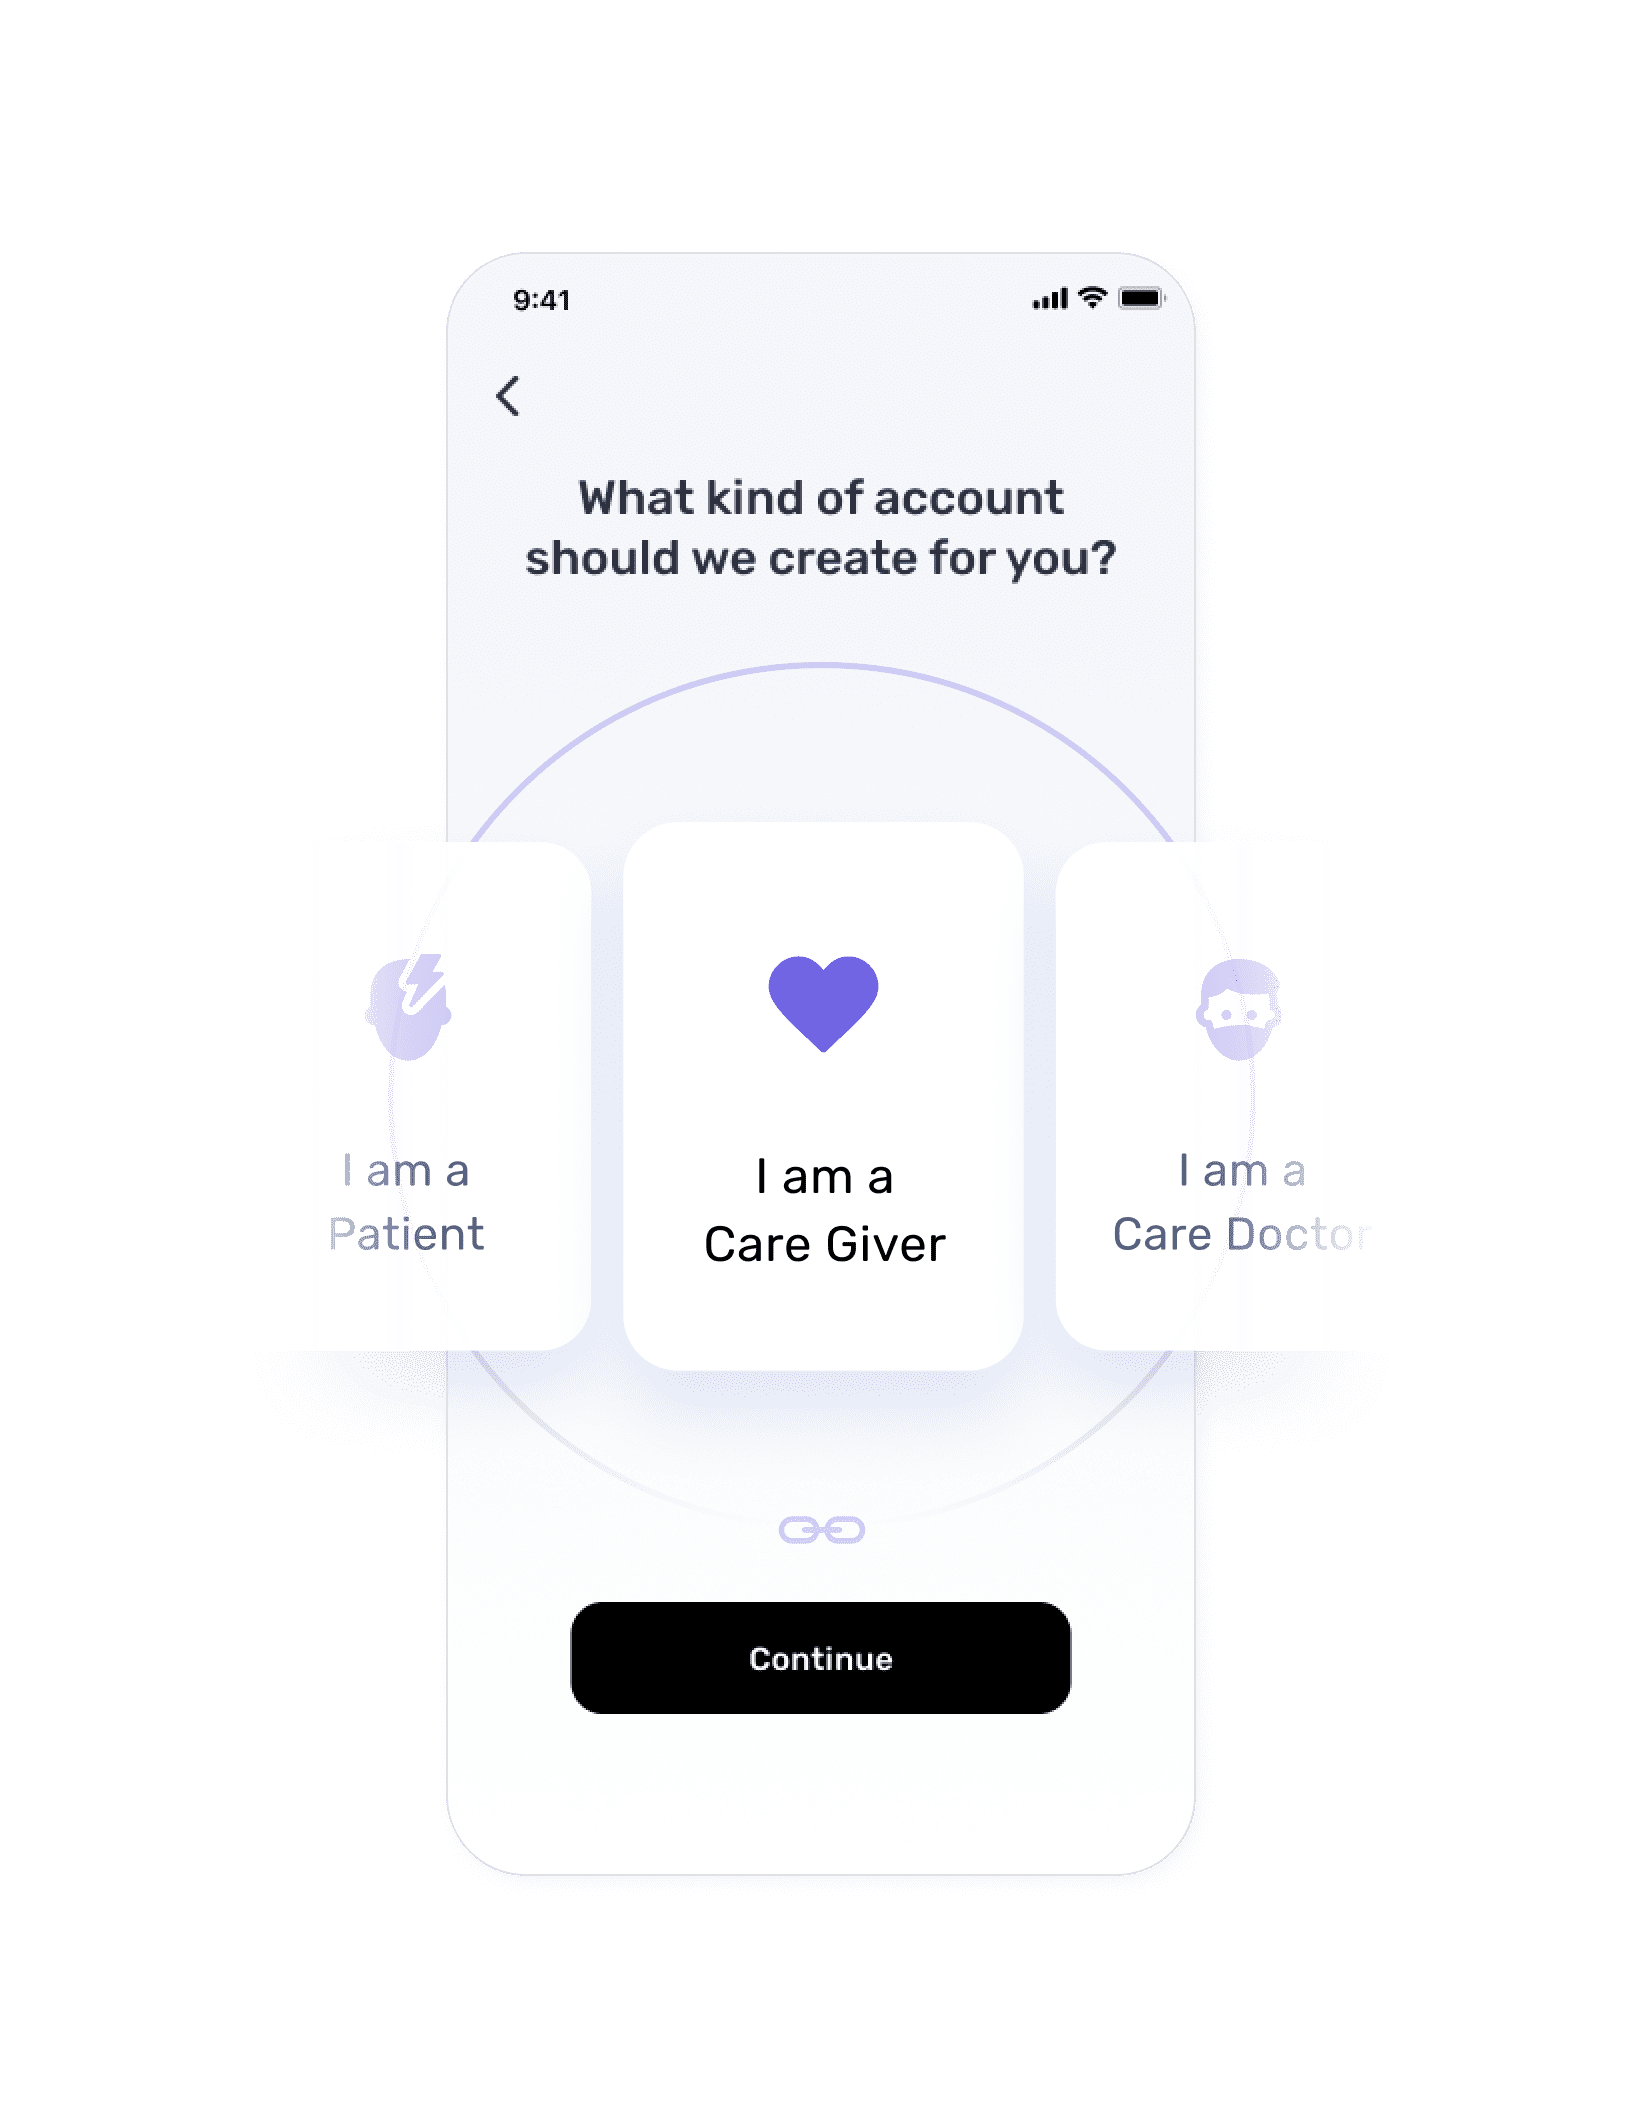 9:41
What kind of account
should we create for you?
I am a
Patient
I am a
Care Giver
I am a
Care Doctor
Continue